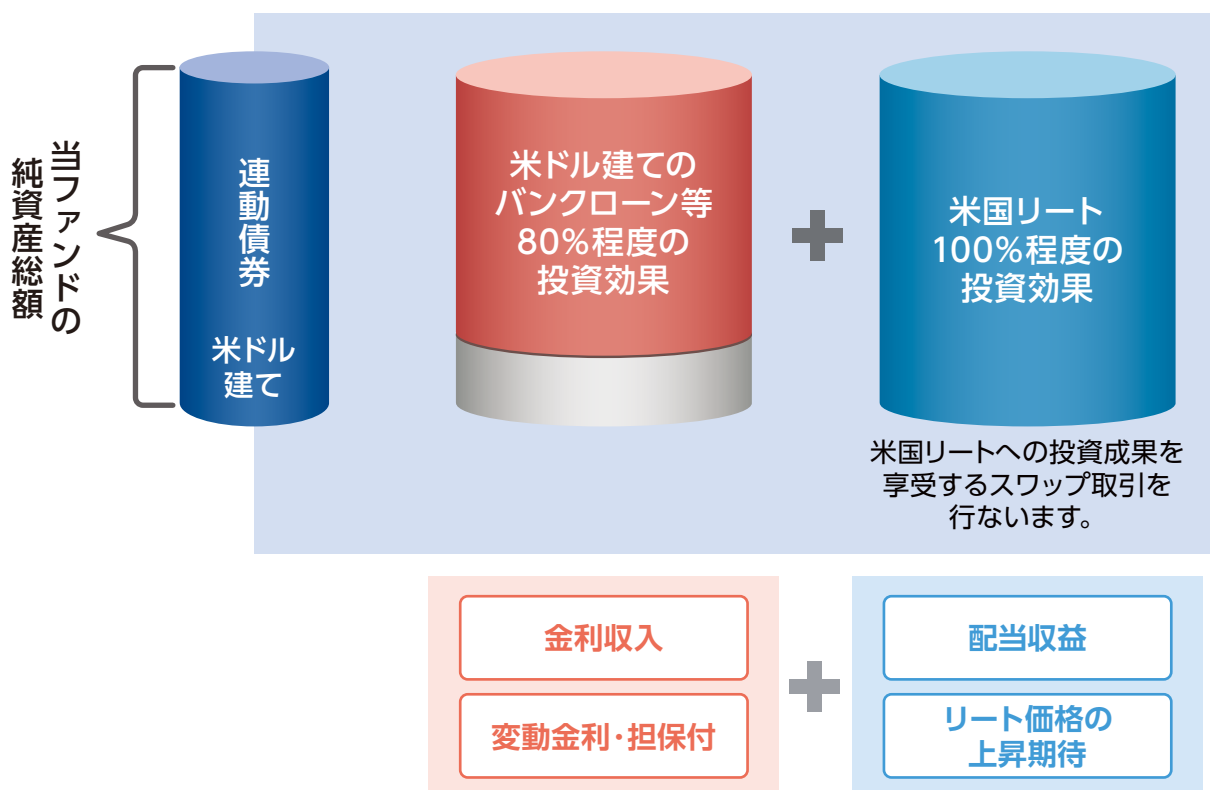 当ファンドの
純資産総額
連動債券
米ドル
建て
米ドル建ての
バンクローン等
80%程度の
投資効果
米国リート
100%程度の
投資効果
米国リートへの投資成果を
享受するスワップ取引を
行ないます。
金利収入
変動金利・担保付
配当収益
リート価格の
上昇期待